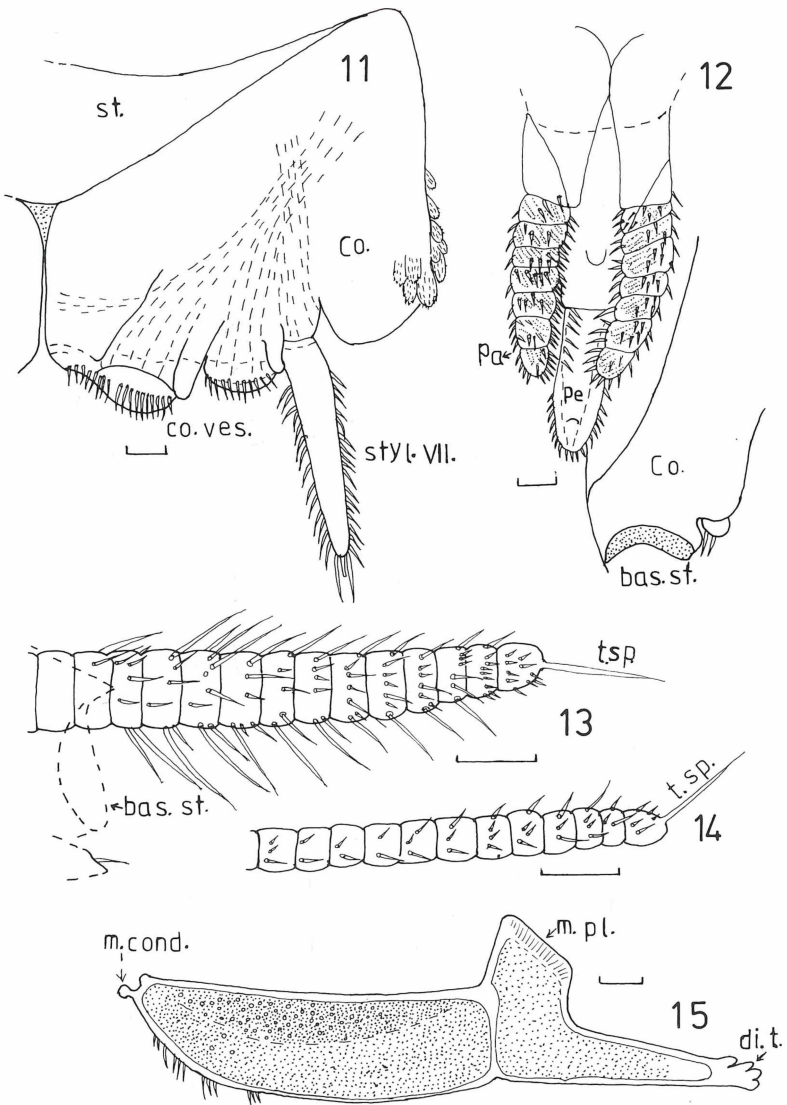 11
12
st.
Co.
co. ves.
styl. VII.
pa
pe
Co.
bas. st.
t.sp
13
bas. st.
t. sp.
14
m. cond.
m. pl.
15
di. t.